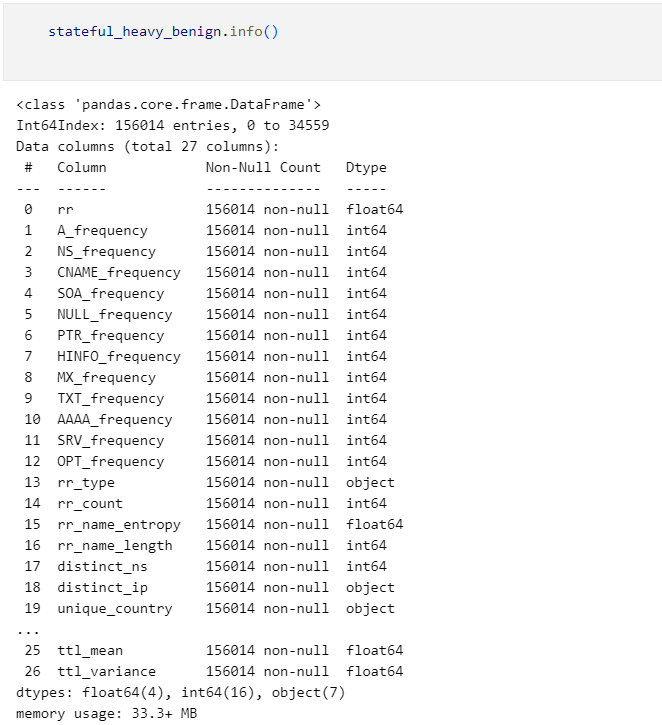 stateful_heavy_benign.info()
<class 'pandas.core.frame.DataFrame'>
Int64Index: 156014 entries, 0 to 34559
Data columns (total 27 columns):
 #   Column           Non-Null Count   Dtype
---  ------           --------------   -----
 0   rr               156014 non-null  float64
 1   A_frequency      156014 non-null  int64
 2   NS_frequency     156014 non-null  int64
 3   CNAME_frequency  156014 non-null  int64
 4   SOA_frequency    156014 non-null  int64
 5   NULL_frequency   156014 non-null  int64
 6   PTR_frequency    156014 non-null  int64
 7   HINFO_frequency  156014 non-null  int64
 8   MX_frequency     156014 non-null  int64
 9   TXT_frequency    156014 non-null  int64
 10  AAAA_frequency   156014 non-null  int64
 11  SRV_frequency    156014 non-null  int64
 12  OPT_frequency    156014 non-null  int64
 13  rr_type          156014 non-null  object
 14  rr_count         156014 non-null  int64
 15  rr_name_entropy  156014 non-null  float64
 16  rr_name_length   156014 non-null  int64
 17  distinct_ns      156014 non-null  int64
 18  distinct_ip      156014 non-null  object
 19  unique_country   156014 non-null  object
...
 25  ttl_mean         156014 non-null  float64
 26  ttl_variance     156014 non-null  float64
dtypes: float64(4), int64(16), object(7)
memory usage: 33.3+ MB